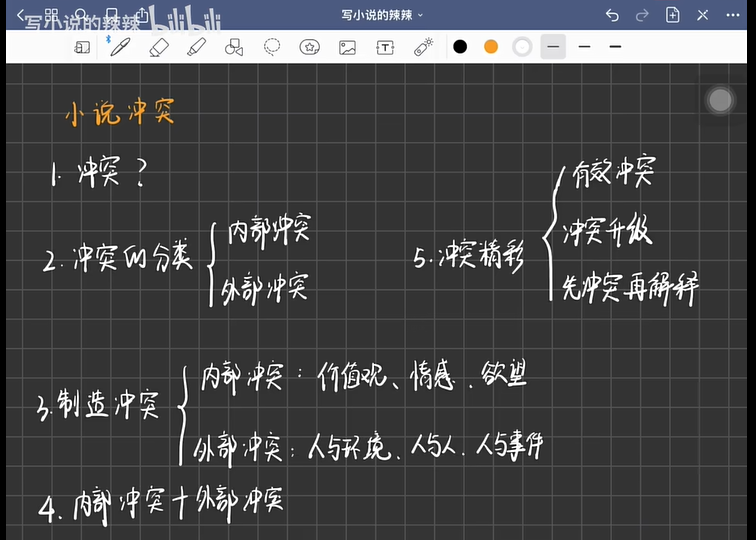 写小说的辣辣
写小说的辣辣 bilibili
小说冲突
1. 冲突？
2. 冲突的分类
内部冲突
外部冲突
3. 制造冲突
内部冲突：价值观、情感、欲望
外部冲突：人与环境、人与人、人与事件
4. 内部冲突+外部冲突
5. 冲突精彩
有效冲突
冲突升级
先冲突再解释